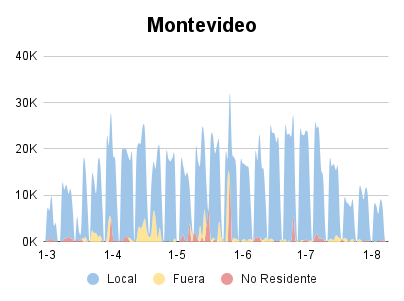 Montevideo
40K
30K
20K
10K
0K
1-3 1-4 1-5 1-6 1-7 1-8
Local Fuera No Residente